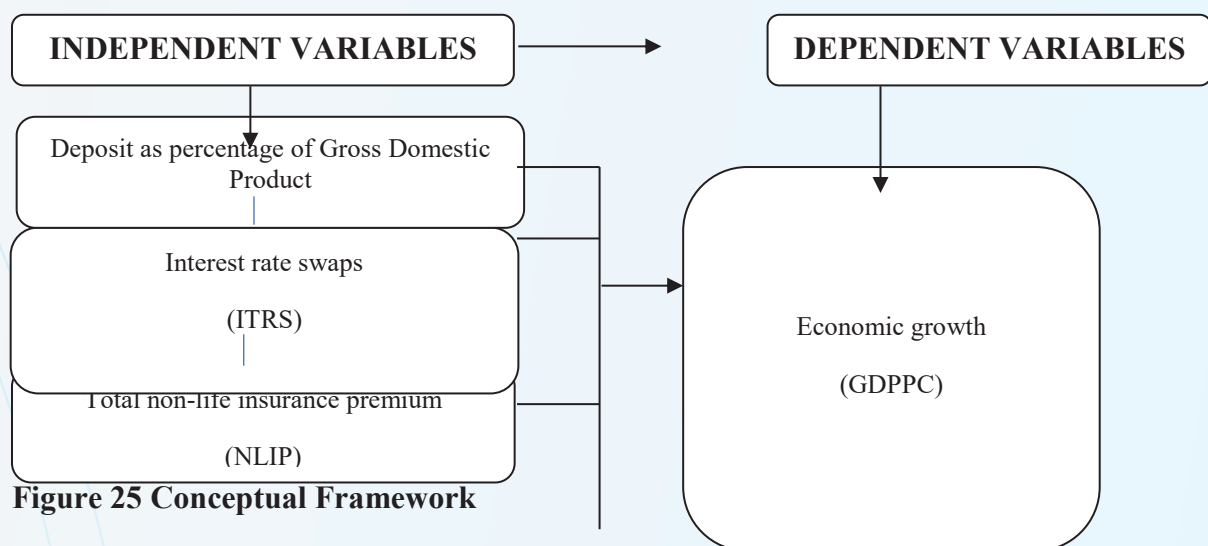 INDEPENDENT VARIABLES
DEPENDENT VARIABLES
Deposit as percentage of Gross Domestic
Product
Interest rate swaps
(ITRS)
Total non-life insurance premium
(NLIP)
Economic growth
(GDPPC)
Figure 25 Conceptual Framework